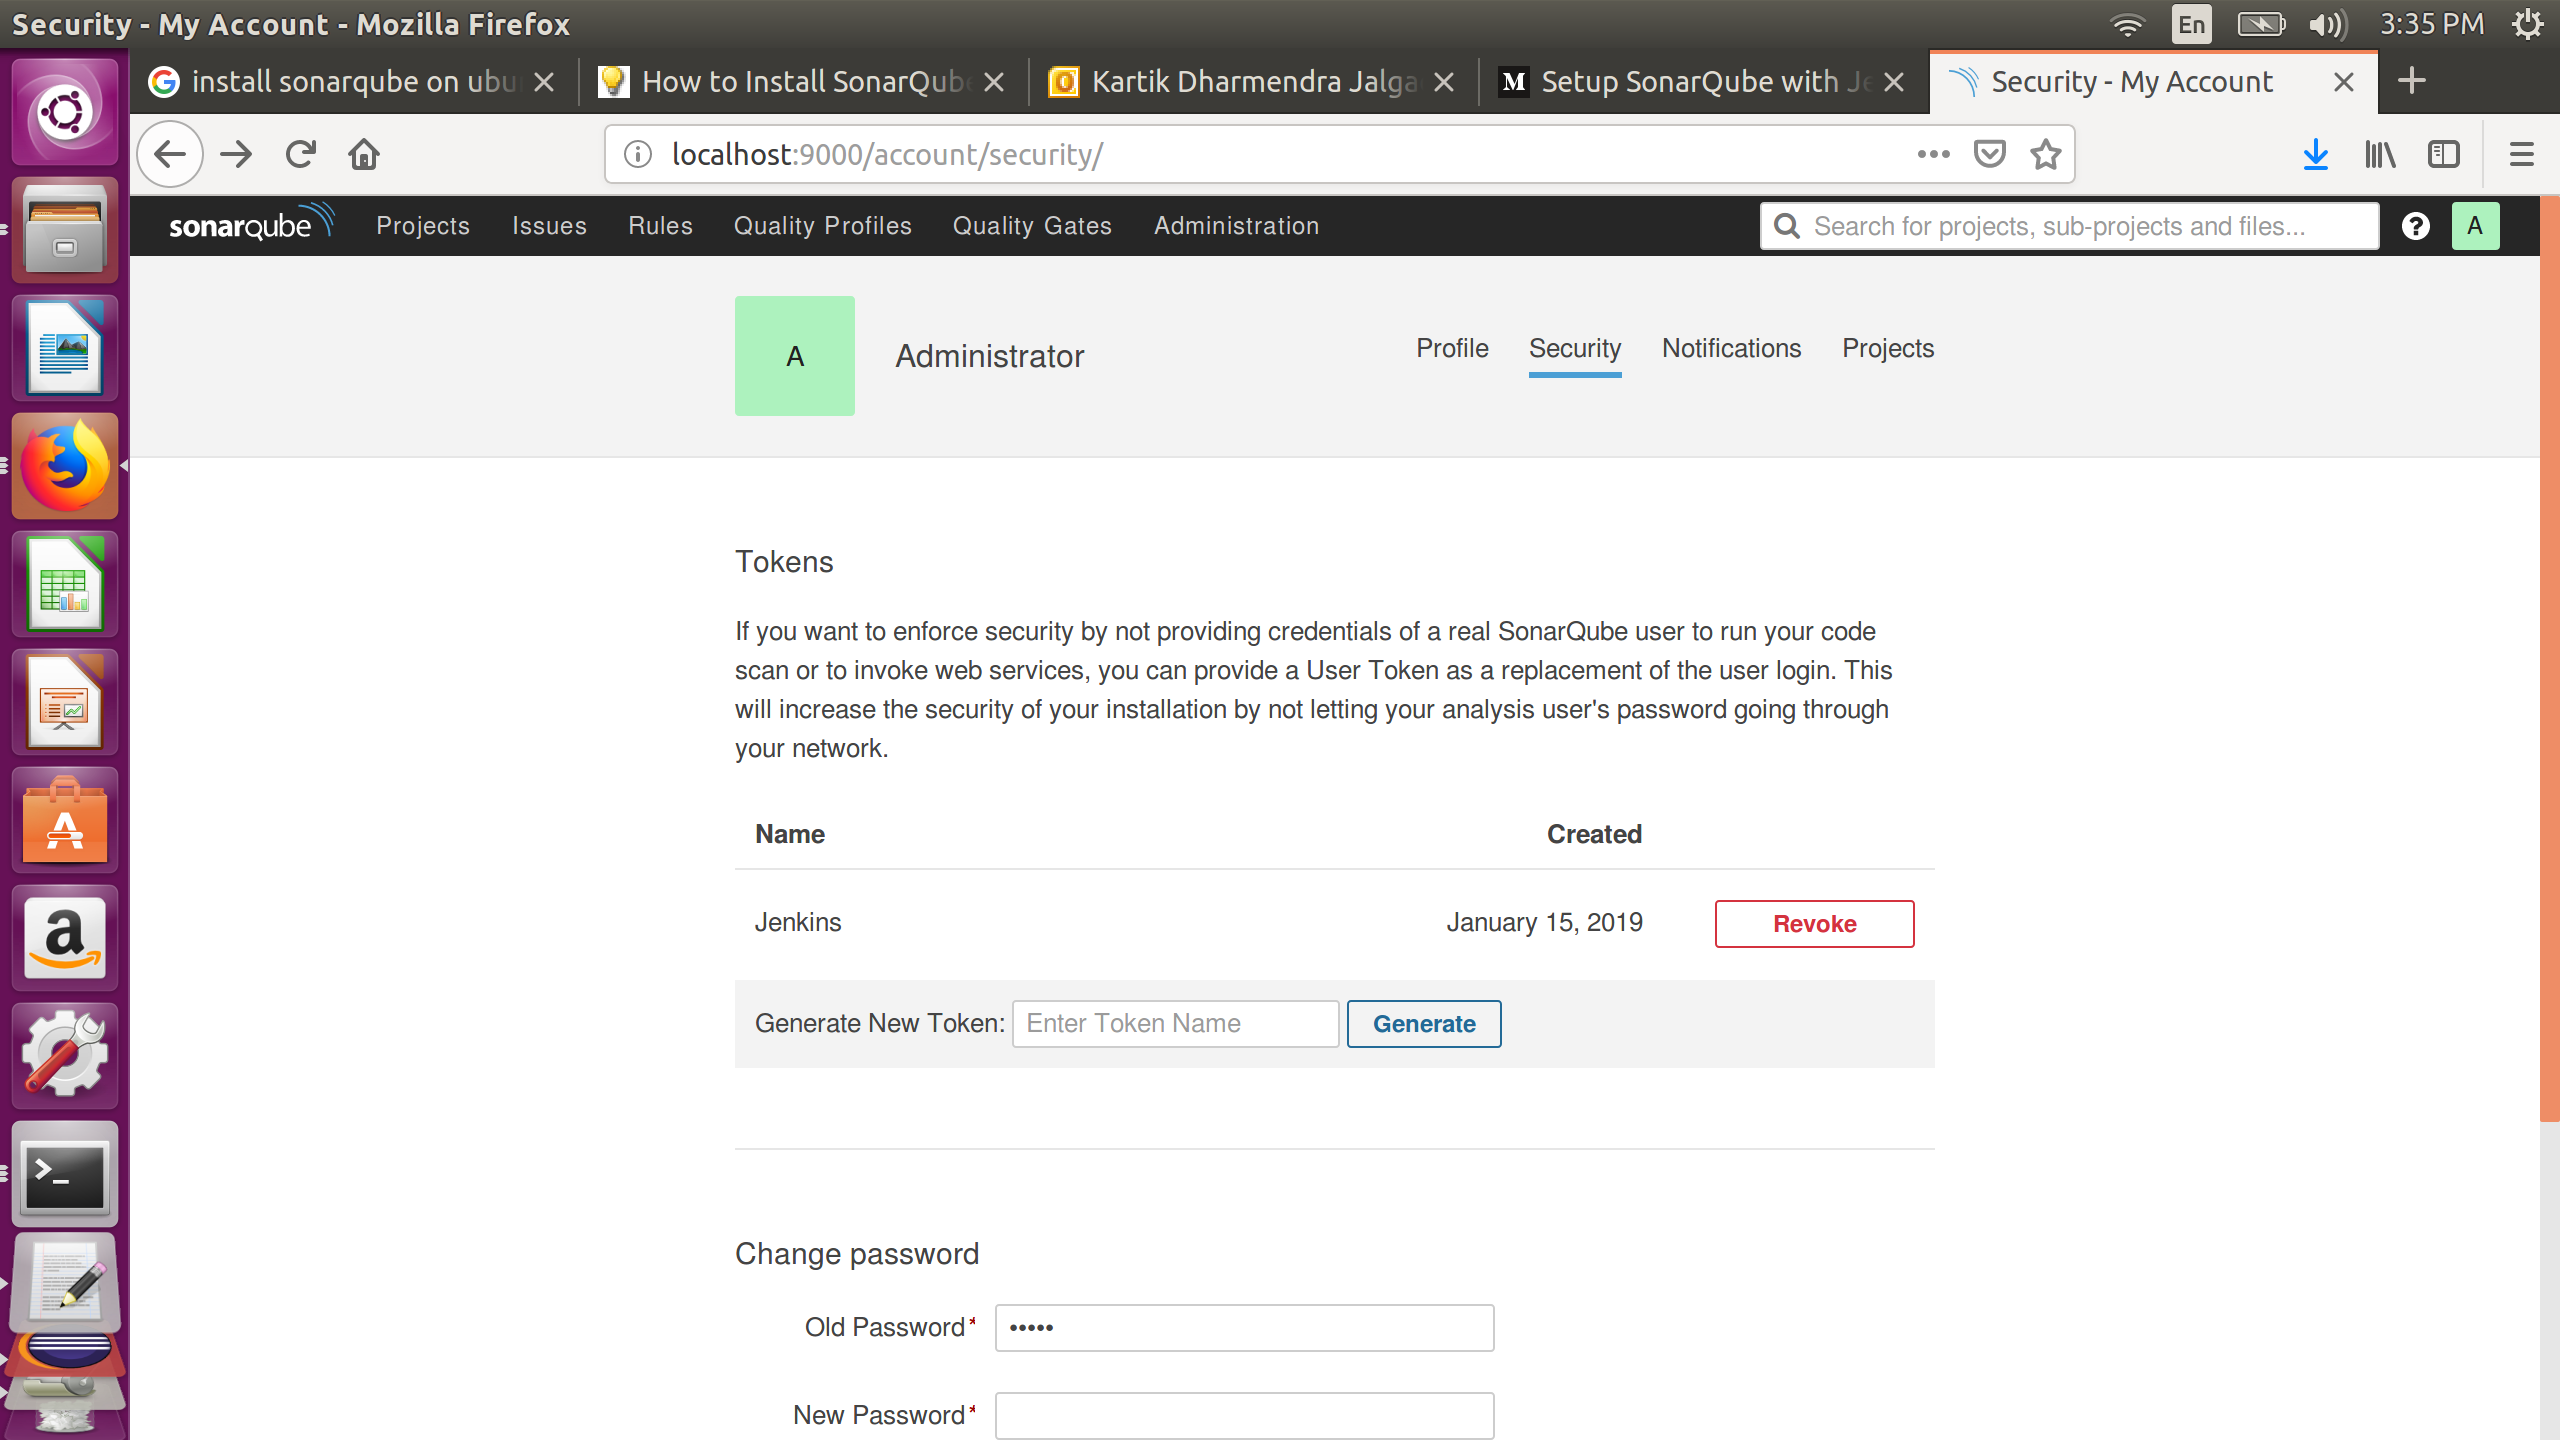 Security - My Account - Mozilla Firefox
En
3:35 PM
install sonarqube on ubu
How to Install SonarQube
Kartik Dharmendra Jalga
M Setup SonarQube with Je
Security - My Account
localhost:9000/account/security/
sonarqube
Projects
Issues
Rules
Quality Profiles
Quality Gates
Administration
Search for projects, sub-projects and files...
A
A
Administrator
Profile
Security
Notifications
Projects
Tokens
If you want to enforce security by not providing credentials of a real SonarQube user to run your code
scan or to invoke web services, you can provide a User Token as a replacement of the user login. This
will increase the security of your installation by not letting your analysis user's password going through
your network.
Name
Created
Jenkins
January 15, 2019
Revoke
Generate New Token:
Enter Token Name
Generate
Change password
Old Password*
•••••
New Password*